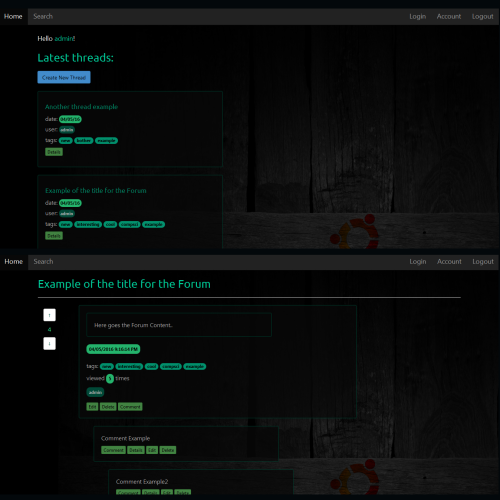 Home Search Login Account Logout
Hello admin!
Latest threads:
Create New Thread
Another thread example
date: 04/05/16
user: admin
tags: new another example
Details
Example of the title for the Forum
date: 04/05/16
user: admin
tags: new interesting cool compact example
Details
Home Search Login Account Logout
Example of the title for the Forum
↑
4
↓
Here goes the Forum Content..
04/05/2016 9:16:14 PM
tags: new interesting cool compact example
viewed 5 times
admin
Edit Delete Comment
Comment Example
Comment Details Edit Delete
Comment Example2
Comment Details Edit Delete